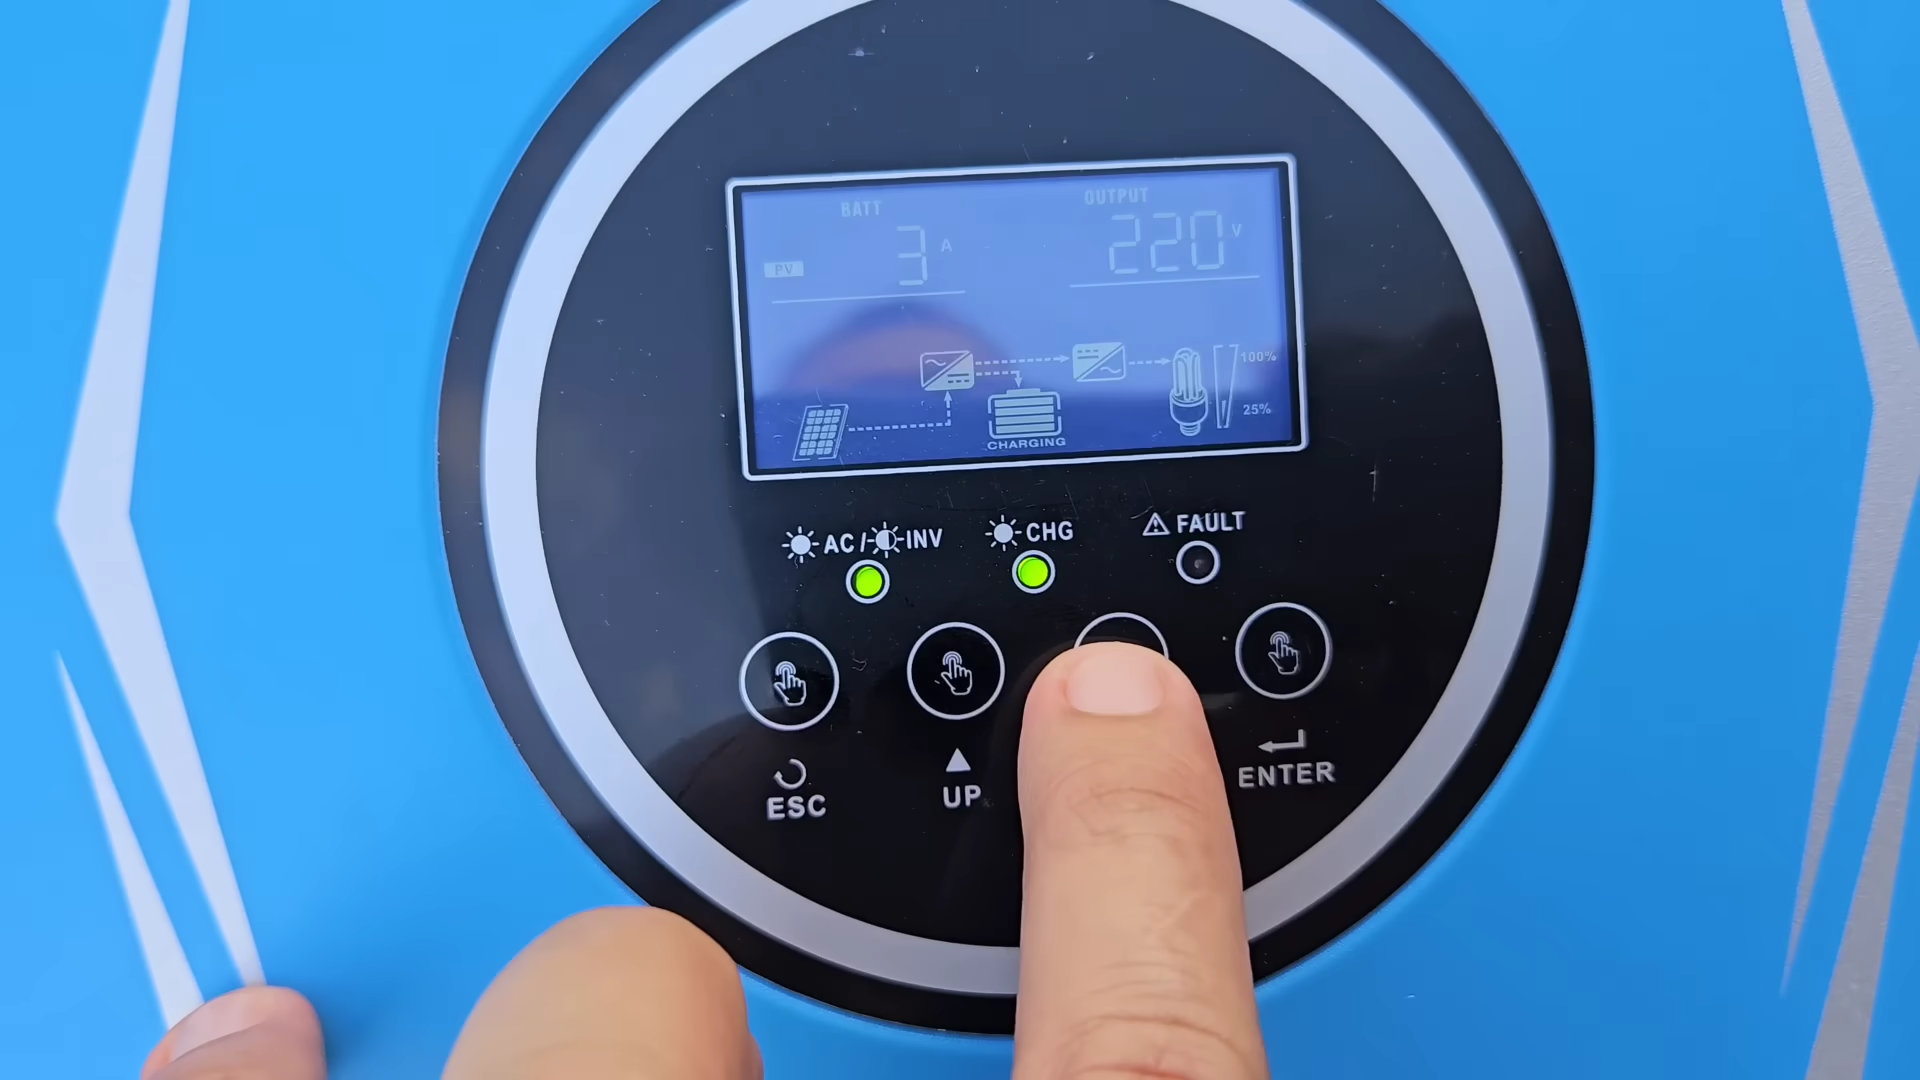 BATT
OUTPUT
PV
3 A
220 V
100%
25%
CHARGING
AC / INV
CHG
FAULT
ESC
UP
ENTER